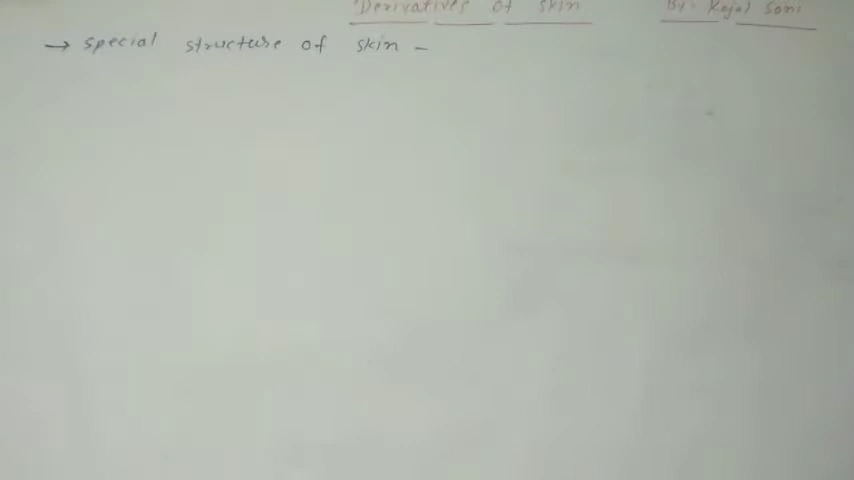 "Derivatives Of Skin By: Kajal Soni
→ special structure of skin -